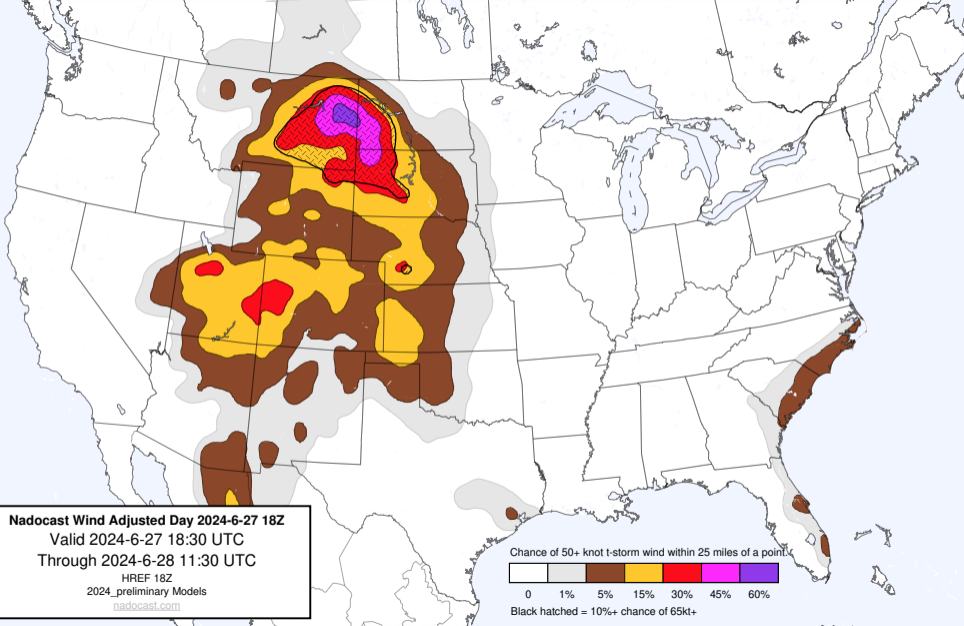 Nadocast Wind Adjusted Day 2024-6-27 18Z
Valid 2024-6-27 18:30 UTC
Through 2024-6-28 11:30 UTC
HREF 18Z
2024_preliminary Models
nadocast.com
Chance of 50+ knot t-storm wind within 25 miles of a point.
0 1% 5% 15% 30% 45% 60%
Black hatched = 10%+ chance of 65kt+